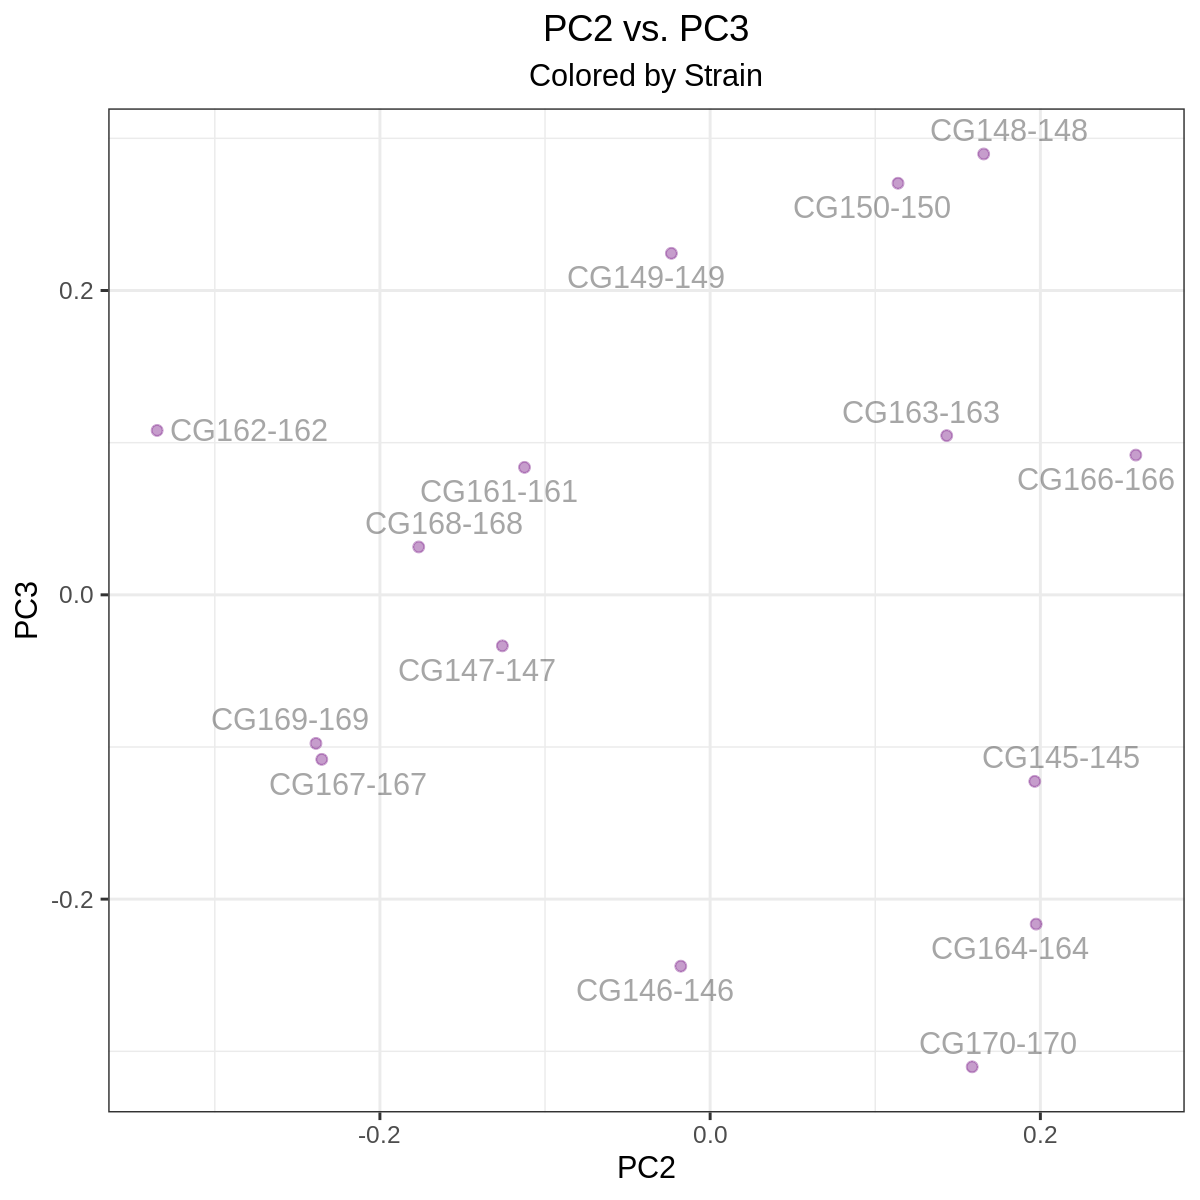 PC2 vs. PC3
Colored by Strain
CG148-148
CG150-150
CG149-149
0.2
CG163-163
CG162-162
CG166-166
CG161-161
CG168-168
0.0
PC3
CG147-147
CG169-169
CG145-145
CG167-167
-0.2
CG164-164
CG146-146
CG170-170
-0.2
0.0
0.2
PC2